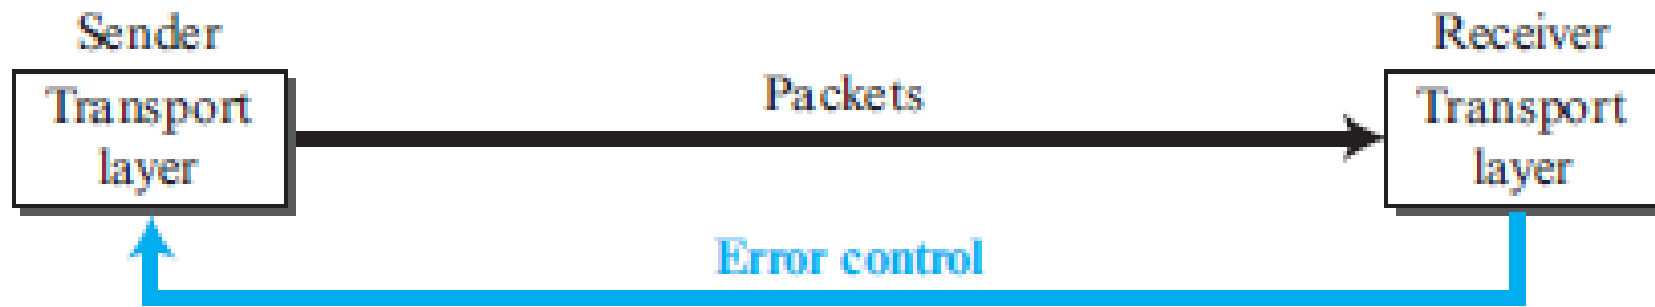 Sender
Receiver
Transport
layer
Packets
Transport
layer
Error control